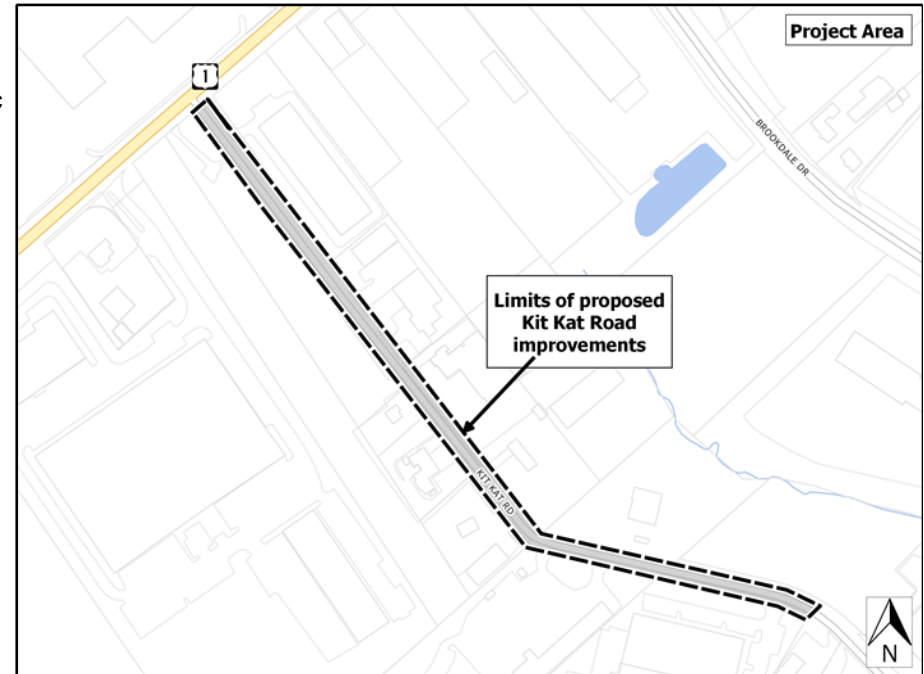 Project Area
1
BROOKDALE DR
Limits of proposed
Kit Kat Road
improvements
KIT KAT RD
N